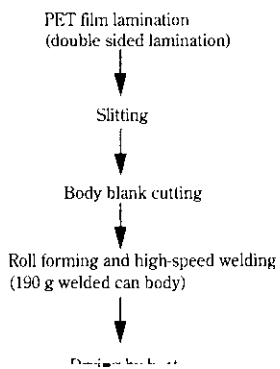 PET film lamination
(double sided lamination)
Slitting
Body blank cutting
Roll forming and high-speed welding
(190 g welded can body)